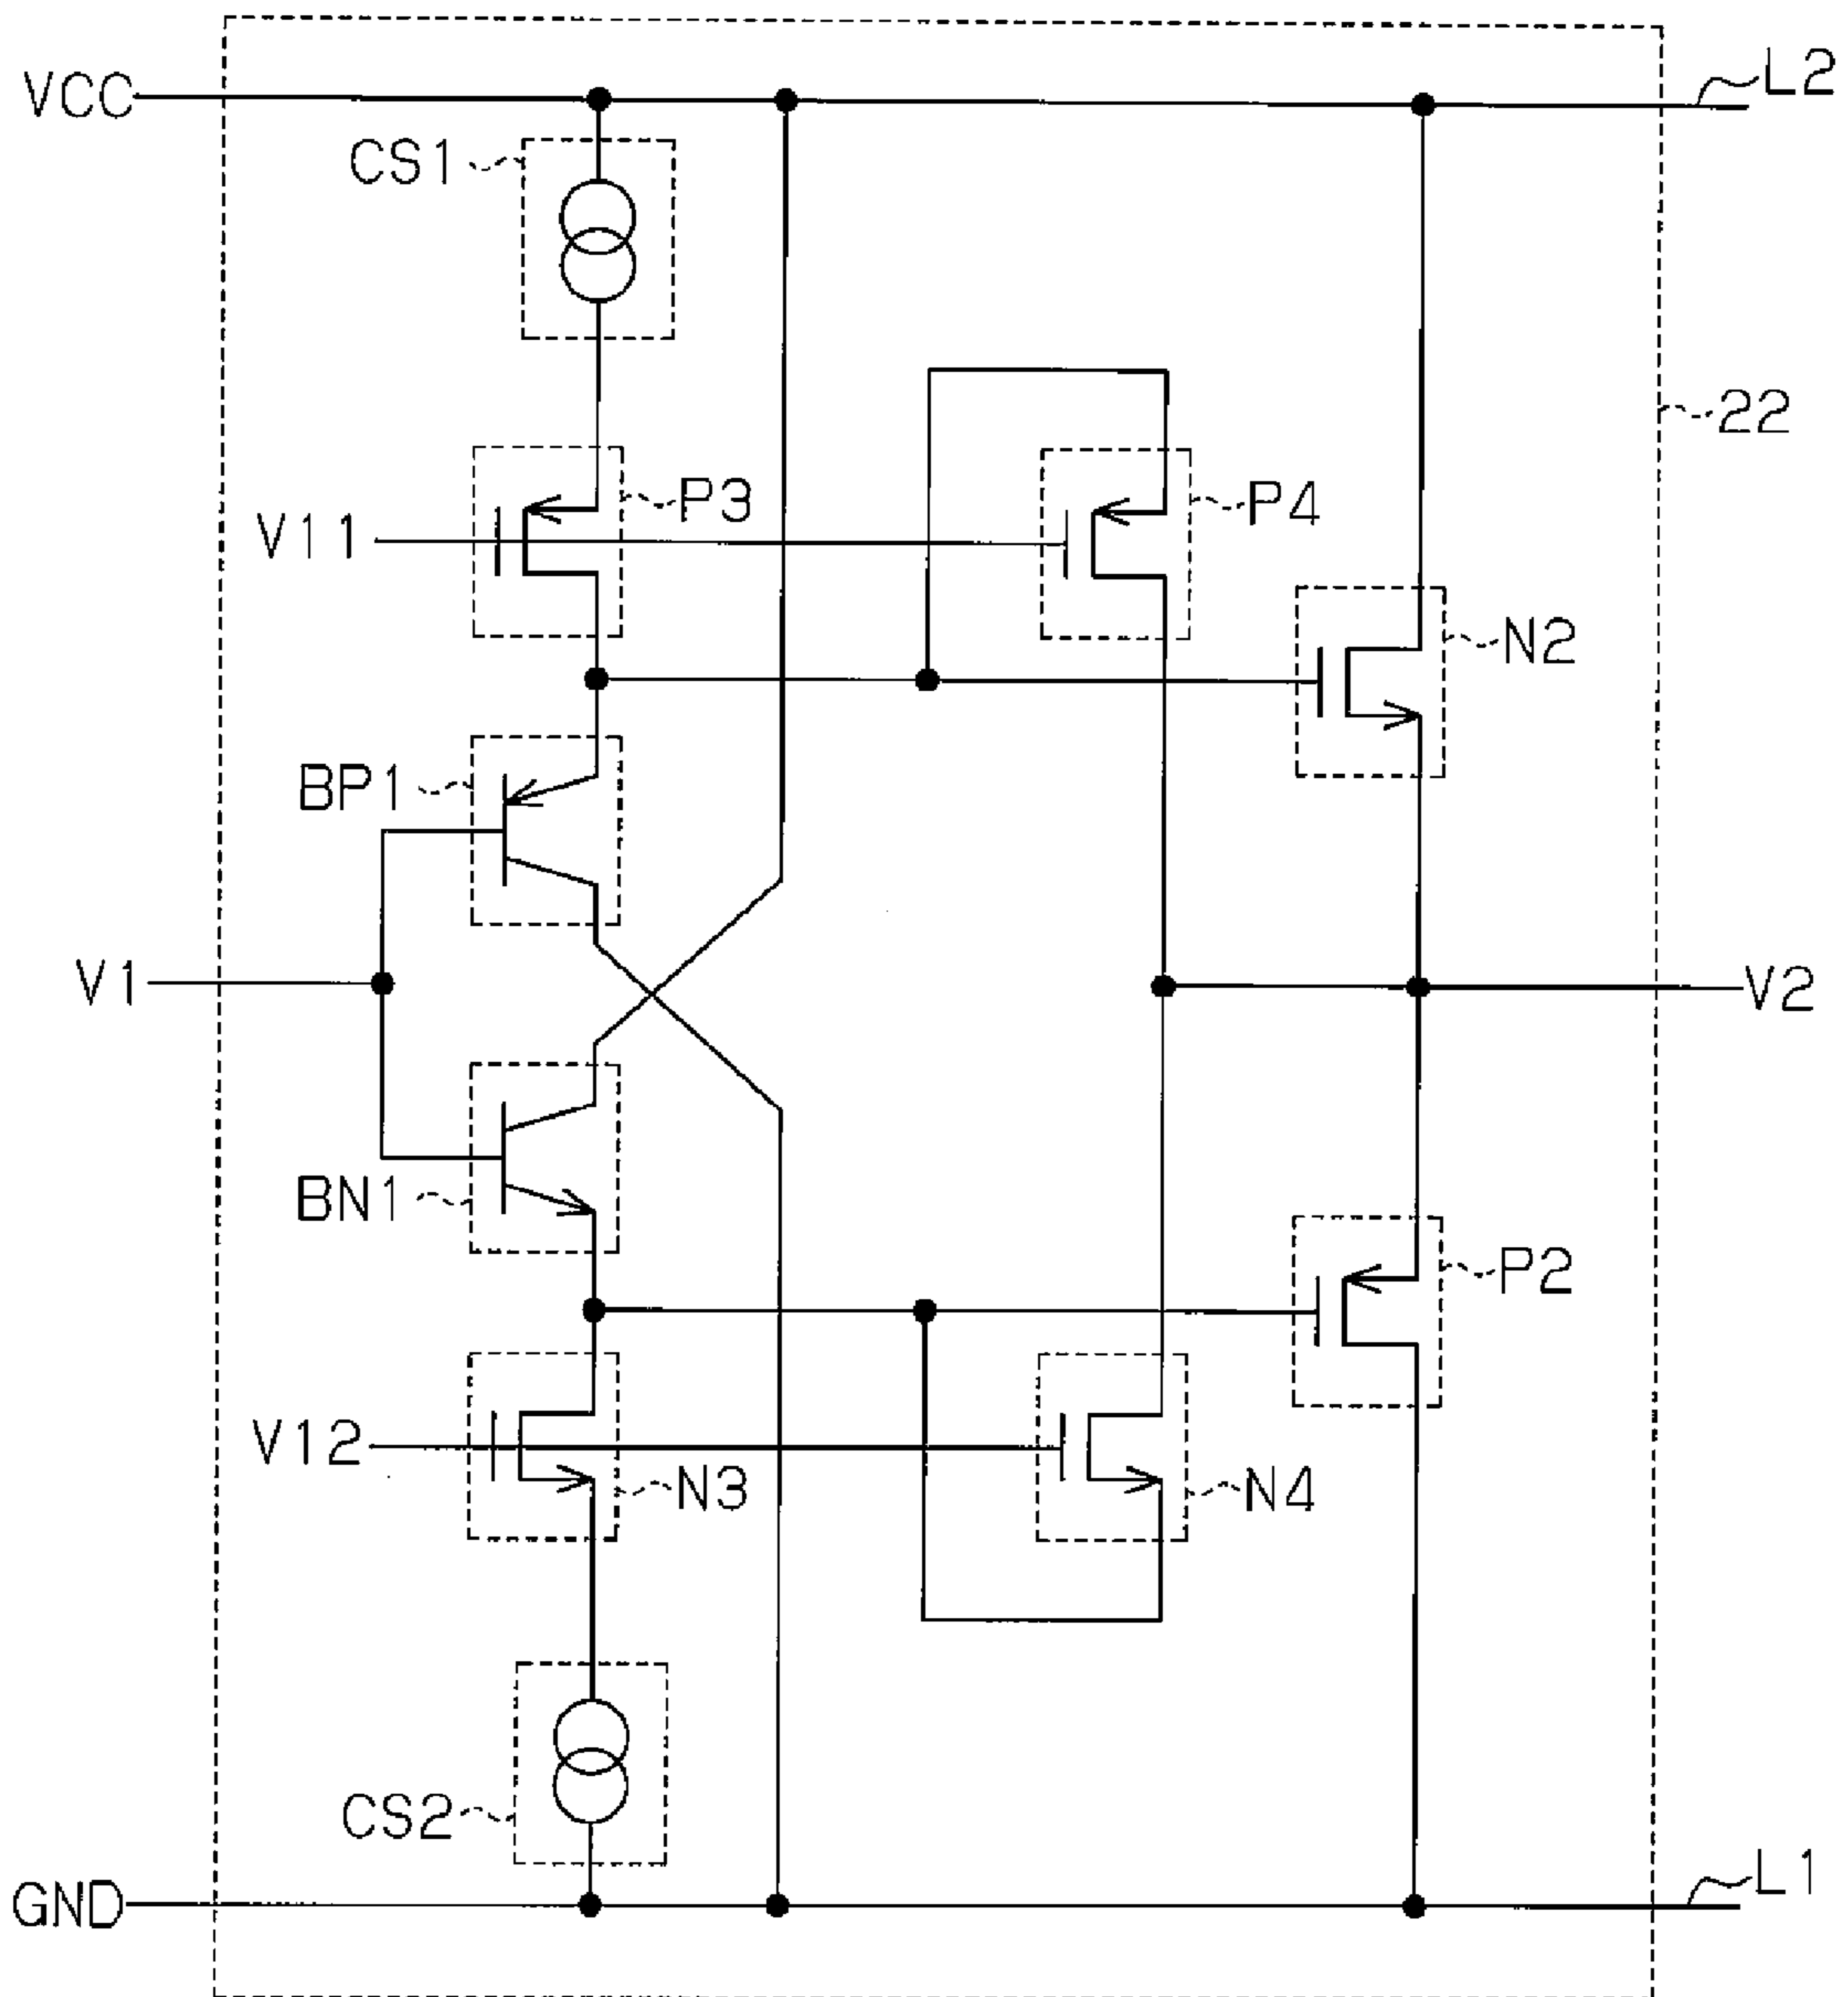 VCC
L2
CS1
22
P3
P4
V11
N2
BP1
V1
V2
BN1
P2
V12
N3
N4
CS2
GND
L1